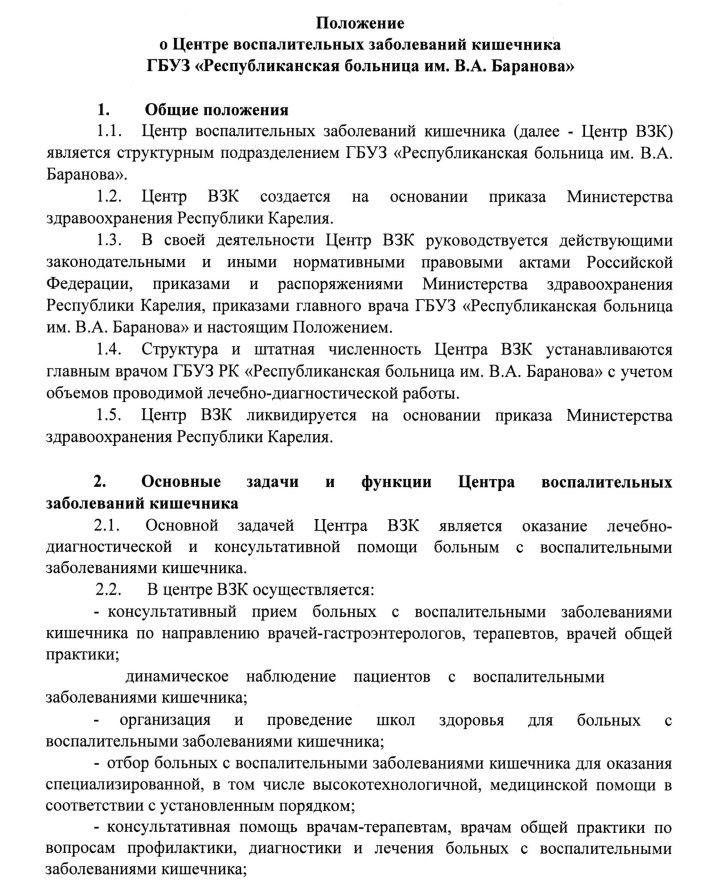 Положение
о Центре воспалительных заболеваний кишечника
ГБУЗ «Республиканская больница им. В.А. Баранова»
1. Общие положения
1.1. Центр воспалительных заболеваний кишечника (далее - Центр ВЗК)
является структурным подразделением ГБУЗ «Республиканская больница им. В.А.
Баранова».
1.2. Центр ВЗК создается на основании приказа Министерства
здравоохранения Республики Карелия.
1.3. В своей деятельности Центр ВЗК руководствуется действующими
законодательными и иными нормативными правовыми актами Российской
Федерации, приказами и распоряжениями Министерства здравоохранения
Республики Карелия, приказами главного врача ГБУЗ «Республиканская больница
им. В.А. Баранова» и настоящим Положением.
1.4. Структура и штатная численность Центра ВЗК устанавливаются
главным врачом ГБУЗ РК «Республиканская больница им. В.А. Баранова» с учетом
объемов проводимой лечебно-диагностической работы.
1.5. Центр ВЗК ликвидируется на основании приказа Министерства
здравоохранения Республики Карелия.
2. Основные задачи и функции Центра воспалительных
заболеваний кишечника
2.1. Основной задачей Центра ВЗК является оказание лечебно-
диагностической и консультативной помощи больным с воспалительными
заболеваниями кишечника.
2.2. В центре ВЗК осуществляется:
- консультативный прием больных с воспалительными заболеваниями
кишечника по направлению врачей-гастроэнтерологов, терапевтов, врачей общей
практики;
динамическое наблюдение пациентов с воспалительными
заболеваниями кишечника;
- организация и проведение школ здоровья для больных с
воспалительными заболеваниями кишечника;
- отбор больных с воспалительными заболеваниями кишечника для оказания
специализированной, в том числе высокотехнологичной, медицинской помощи в
соответствии с установленным порядком;
- консультативная помощь врачам-терапевтам, врачам общей практики по
вопросам профилактики, диагностики и лечения больных с воспалительными
заболеваниями кишечника;